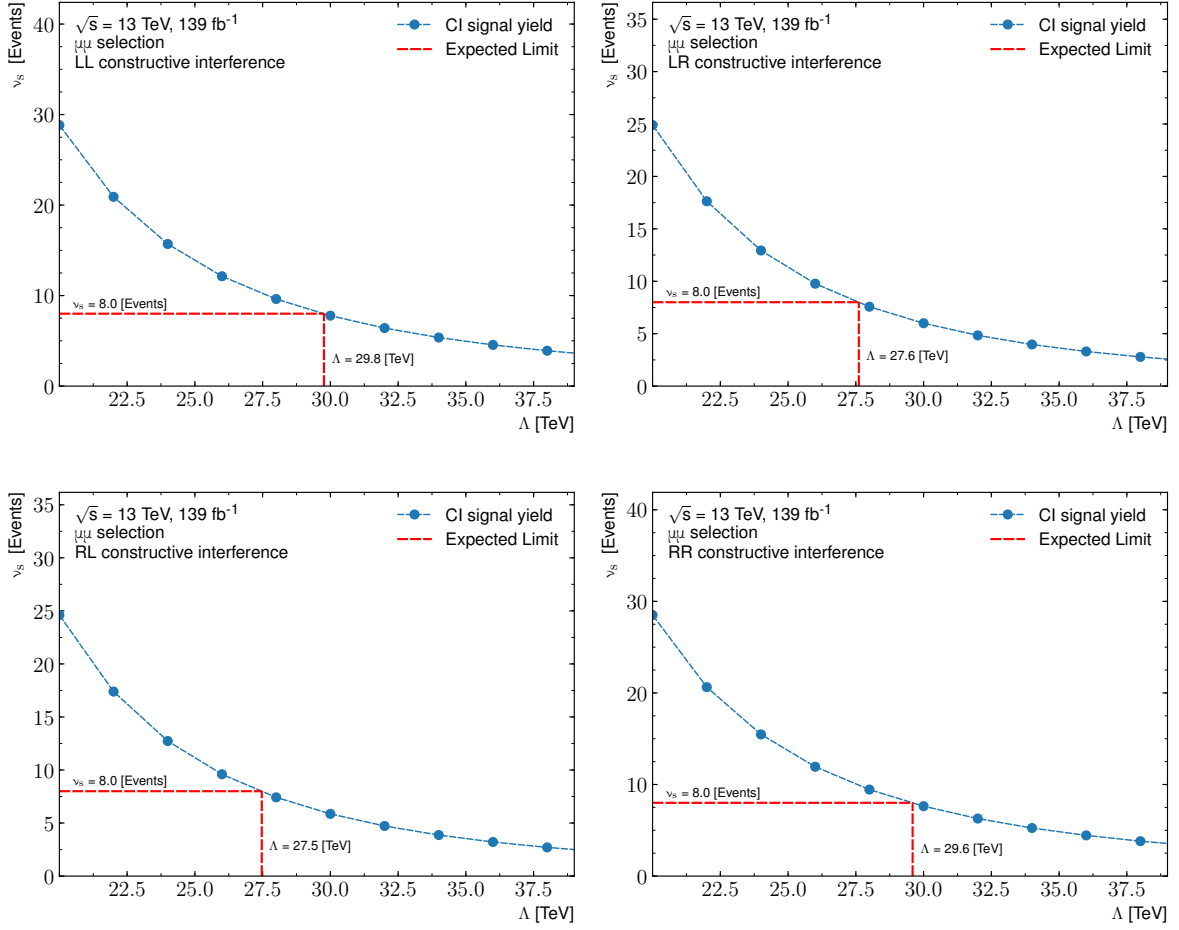 √s = 13 TeV, 139 fb⁻¹
μμ selection
LL constructive interference
CI signal yield
Expected Limit
νₛ [Events]
40
30
20
10
0
νₛ = 8.0 [Events]
Λ = 29.8 [TeV]
22.5 25.0 27.5 30.0 32.5 35.0 37.5
Λ [TeV]
√s = 13 TeV, 139 fb⁻¹
μμ selection
LR constructive interference
CI signal yield
Expected Limit
νₛ [Events]
35
30
25
20
15
10
5
0
νₛ = 8.0 [Events]
Λ = 27.6 [TeV]
22.5 25.0 27.5 30.0 32.5 35.0 37.5
Λ [TeV]
√s = 13 TeV, 139 fb⁻¹
μμ selection
RL constructive interference
CI signal yield
Expected Limit
νₛ [Events]
35
30
25
20
15
10
5
0
νₛ = 8.0 [Events]
Λ = 27.5 [TeV]
22.5 25.0 27.5 30.0 32.5 35.0 37.5
Λ [TeV]
√s = 13 TeV, 139 fb⁻¹
μμ selection
RR constructive interference
CI signal yield
Expected Limit
νₛ [Events]
40
30
20
10
0
νₛ = 8.0 [Events]
Λ = 29.6 [TeV]
22.5 25.0 27.5 30.0 32.5 35.0 37.5
Λ [TeV]